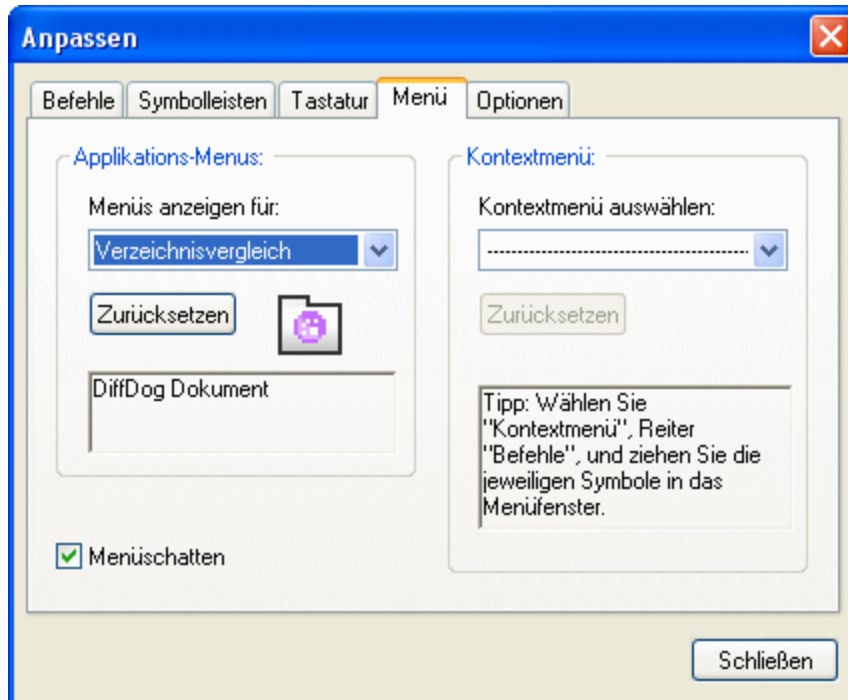 Anpassen
Befehle Symbolleisten Tastatur Menü Optionen
Applikations-Menus:
Menüs anzeigen für:
Verzeichnisvergleich
Zurücksetzen
DiffDog Dokument
Menüschatten
Kontextmenü:
Kontextmenü auswählen:
--------------------------------------------
Zurücksetzen
Tipp: Wählen Sie
"Kontextmenü", Reiter
"Befehle", und ziehen Sie die
jeweiligen Symbole in das
Menüfenster.
Schließen